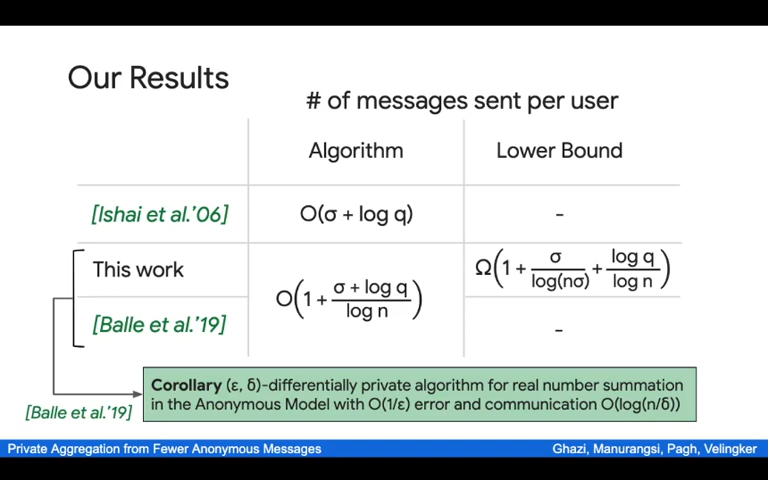 Our Results
# of messages sent per user
Algorithm
Lower Bound
[Ishai et al.'06]
O(σ + log q)
-
This work
[Balle et al.'19]
O(1 + (σ + log q)/(log n))
Ω(1 + σ/(log(nσ)) + (log q)/(log n))
-
[Balle et al.'19]
Corollary (ε, δ)-differentially private algorithm for real number summation
in the Anonymous Model with O(1/ε) error and communication O(log(n/δ))
Private Aggregation from Fewer Anonymous Messages
Ghazi, Manurangsi, Pagh, Velingker